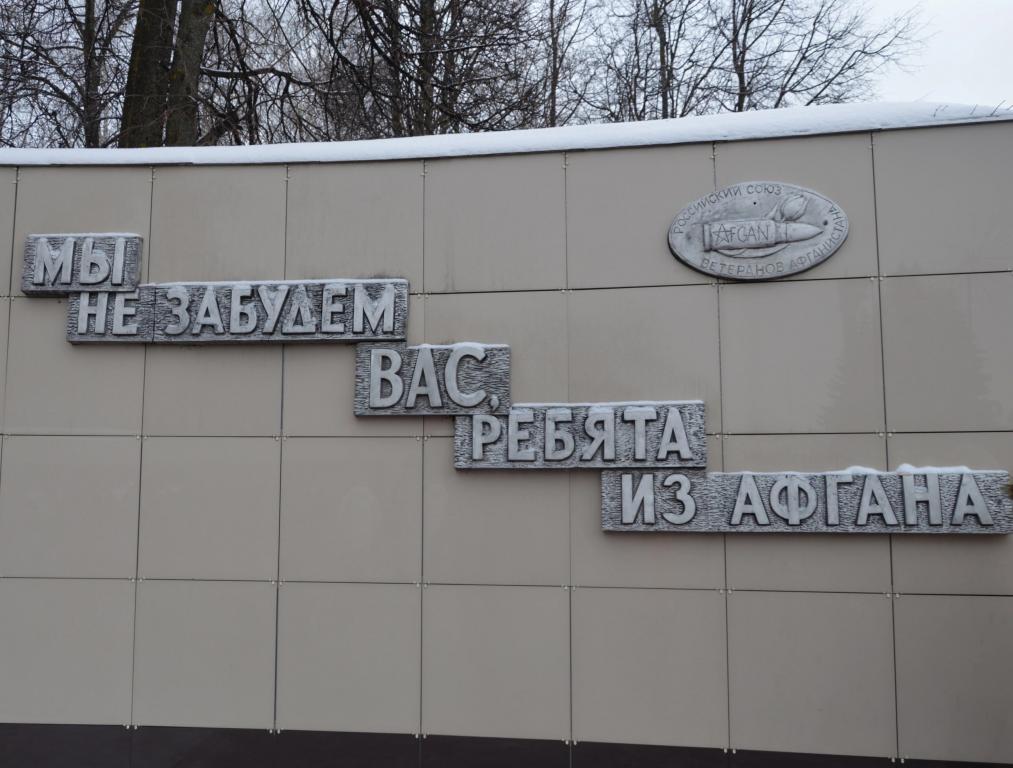 РОССИЙСКИЙ СОЮЗ
AFGAN
ВЕТЕРАНОВ АФГАНИСТАНА
МЫ
НЕ ЗАБУДЕМ
ВАС,
РЕБЯТА
ИЗ АФГАНА